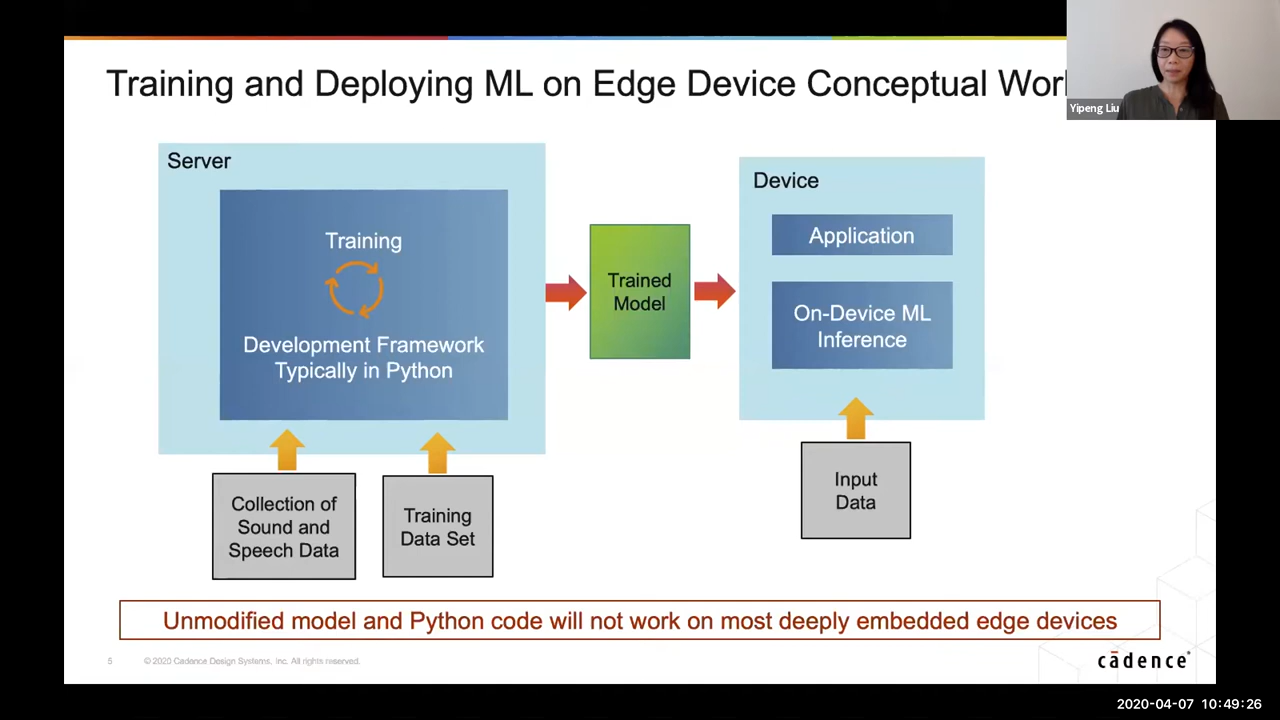 Training and Deploying ML on Edge Device Conceptual
Yipeng Liu
Server
Training
Development Framework
Typically in Python
Collection of
Sound and
Speech Data
Training
Data Set
Trained
Model
Device
Application
On-Device ML
Inference
Input
Data
Unmodified model and Python code will not work on most deeply embedded edge devices
5
© 2020 Cadence Design Systems, Inc. All rights reserved.
cādence®
2020-04-07 10:49:26